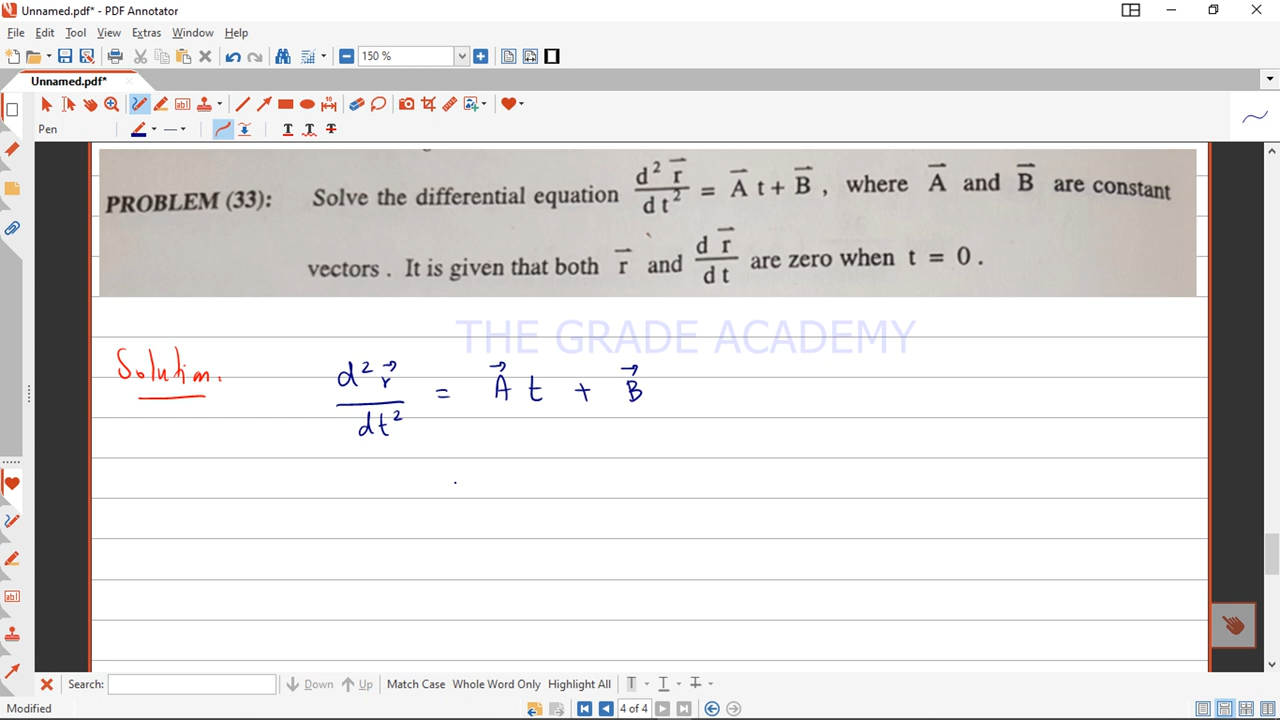 Unnamed.pdf* - PDF Annotator
File Edit Tool View Extras Window Help
150 %
Unnamed.pdf*
Pen
PROBLEM (33): Solve the differential equation d²r⃗/dt² = A⃗ t + B⃗ , where A⃗ and B⃗ are constant
vectors . It is given that both r⃗ and dr⃗/dt are zero when t = 0 .
THE GRADE ACADEMY
Solution.
d²r⃗/dt² = A⃗ t + B⃗
Search: Down Up Match Case Whole Word Only Highlight All
Modified 4 of 4